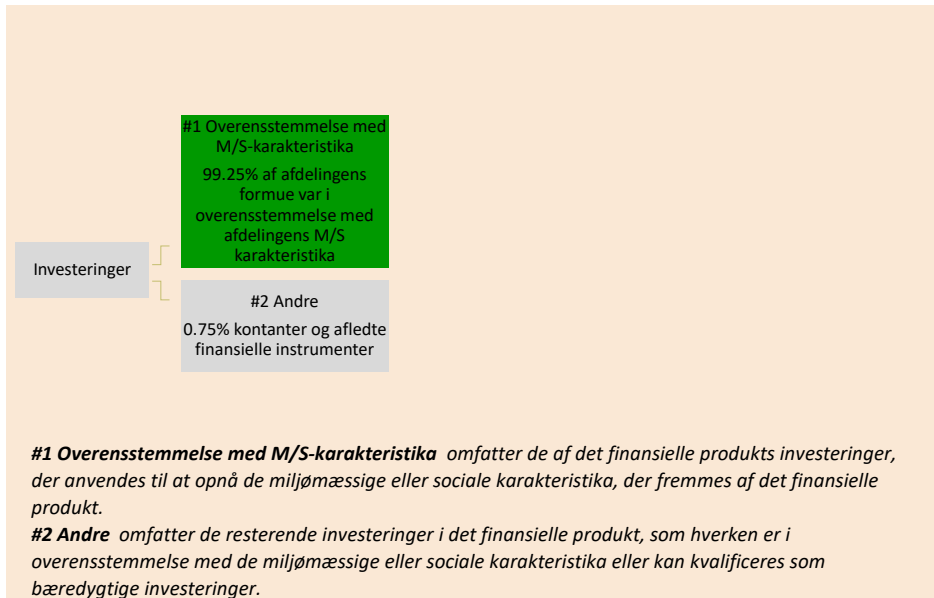 #1 Overensstemmelse med
M/S-karakteristika
99.25% af afdelingens
formue var i
overensstemmelse med
afdelingens M/S
karakteristika
Investeringer
#2 Andre
0.75% kontanter og afledte
finansielle instrumenter
#1 Overensstemmelse med M/S-karakteristika omfatter de af det finansielle produkts investeringer,
der anvendes til at opnå de miljømæssige eller sociale karakteristika, der fremmes af det finansielle
produkt.
#2 Andre omfatter de resterende investeringer i det finansielle produkt, som hverken er i
overensstemmelse med de miljømæssige eller sociale karakteristika eller kan kvalificeres som
bæredygtige investeringer.